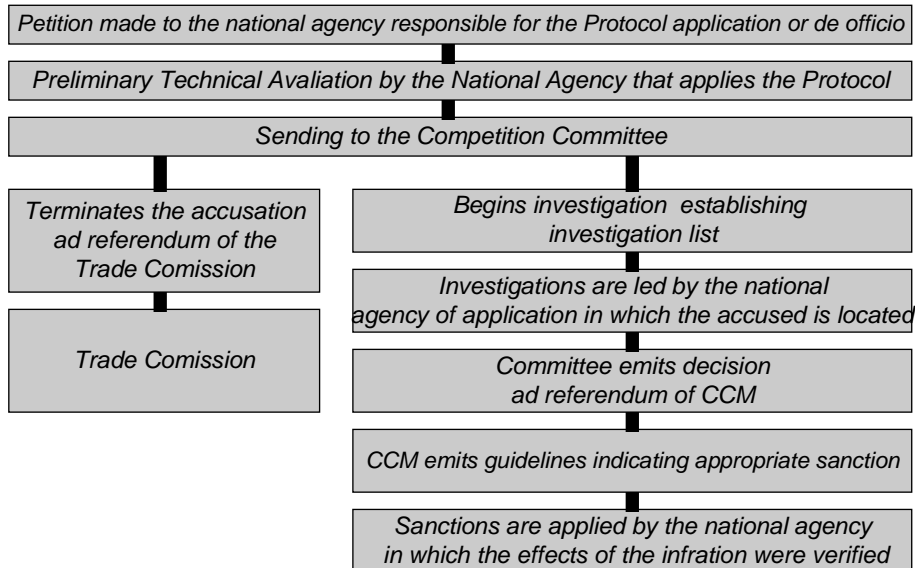 Petition made to the national agency responsible for the Protocol application or de officio
Preliminary Technical Avaliation by the National Agency that applies the Protocol
Sending to the Competition Committee
Terminates the accusation
ad referendum of the
Trade Comission
Trade Comission
Begins investigation establishing
investigation list
Investigations are led by the national
agency of application in which the accused is located
Committee emits decision
ad referendum of CCM
CCM emits guidelines indicating appropriate sanction
Sanctions are applied by the national agency
in which the effects of the infration were verified